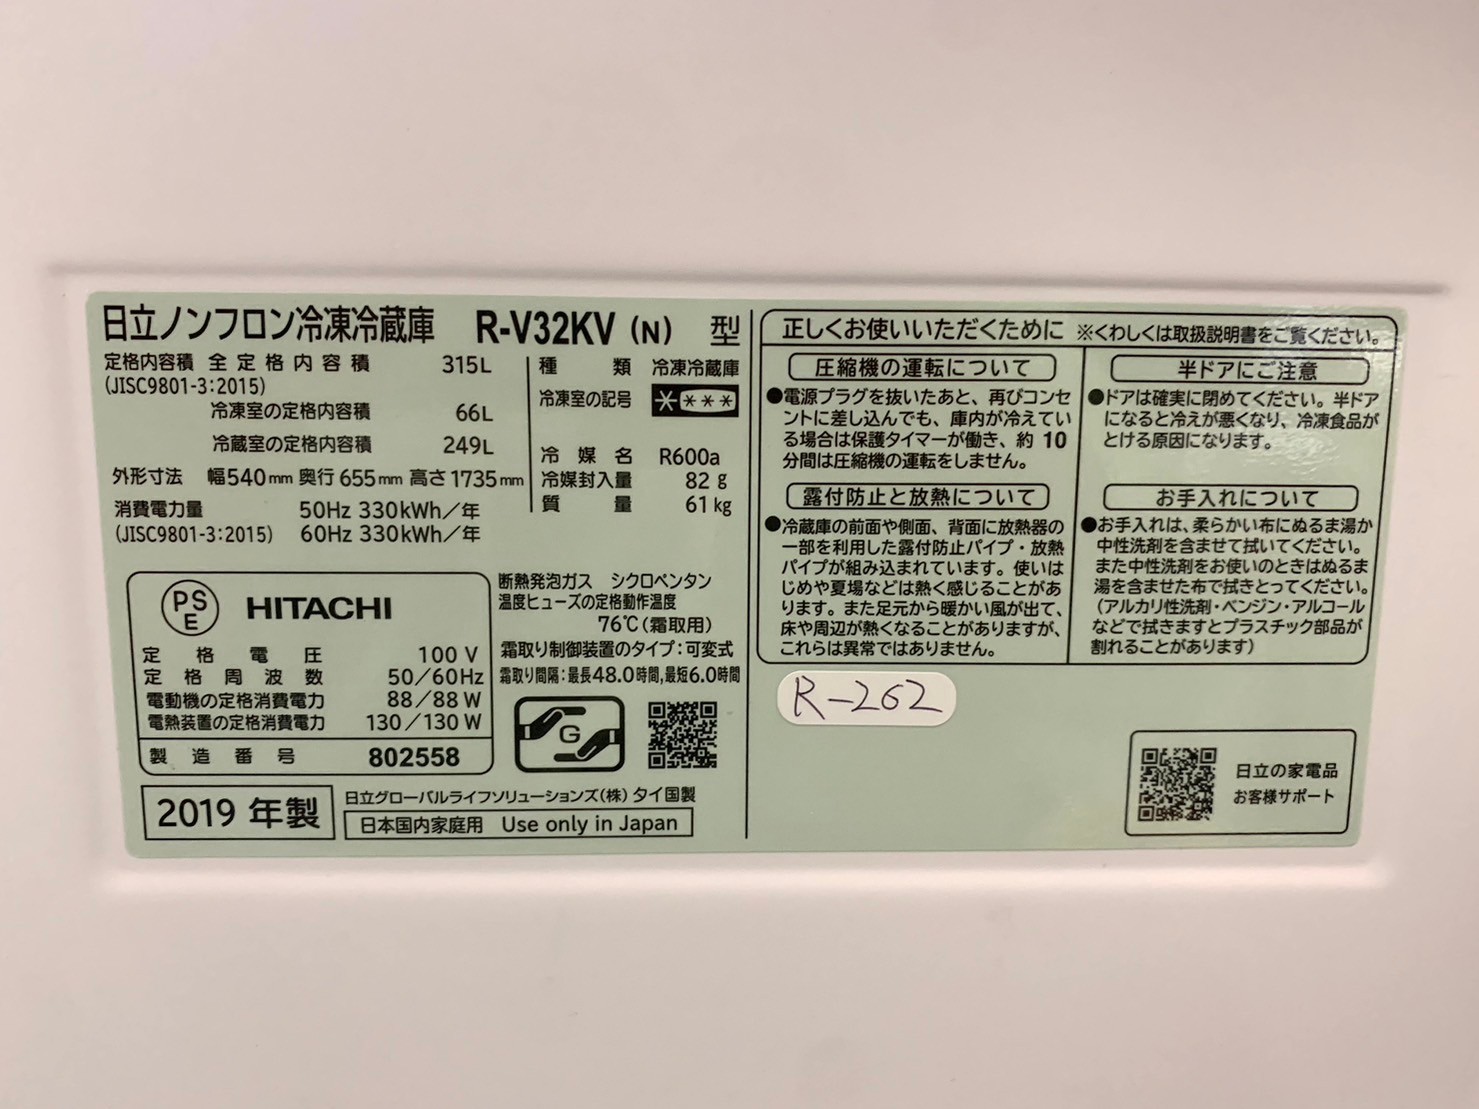 日立ノンフロン冷凍冷蔵庫 R-V32KV (N) 型
定格内容積 全定格内容積 315L
(JISC9801-3:2015)
冷凍室の定格内容積 66L
冷蔵室の定格内容積 249L
外形寸法 幅540mm 奥行655mm 高さ1735mm
消費電力量 50Hz 330kWh/年
(JISC9801-3:2015) 60Hz 330kWh/年
種類 冷凍冷蔵庫
冷凍室の記号 ****
冷媒名 R600a
冷媒封入量 82g
質量 61kg
PS
E
HITACHI
定格電圧 100V
定格周波数 50/60Hz
電動機の定格消費電力 88/88W
電熱装置の定格消費電力 130/130W
製造番号 802558
断熱発泡ガス シクロペンタン
温度ヒューズの定格動作温度
76℃(霜取用)
霜取り制御装置のタイプ:可変式
霜取り間隔:最長48.0時間,最短6.0時間
G
2019年製
日立グローバルライフソリューションズ(株) タイ国製
日本国内家庭用 Use only in Japan
正しくお使いいただくために ※くわしくは取扱説明書をご覧ください。
圧縮機の運転について
●電源プラグを抜いたあと、再びコンセ
ントに差し込んでも、庫内が冷えてい
る場合は保護タイマーが働き、約10
分間は圧縮機の運転をしません。
露付防止と放熱について
●冷蔵庫の前面や側面、背面に放熱器の
一部を利用した露付防止パイプ・放熱
パイプが組み込まれています。使いは
じめや夏場などは熱く感じることがあ
ります。また足元から暖かい風が出て、
床や周辺が熱くなることがありますが、
これらは異常ではありません。
半ドアにご注意
●ドアは確実に閉めてください。半ドア
になると冷えが悪くなり、冷凍食品が
とける原因になります。
お手入れについて
●お手入れは、柔らかい布にぬるま湯か
中性洗剤を含ませて拭いてください。
また中性洗剤をお使いのときはぬるま
湯を含ませた布で拭きとってください。
(アルカリ性洗剤・ベンジン・アルコール
などで拭きますとプラスチック部品が
割れることがあります)
R-262
日立の家電品
お客様サポート